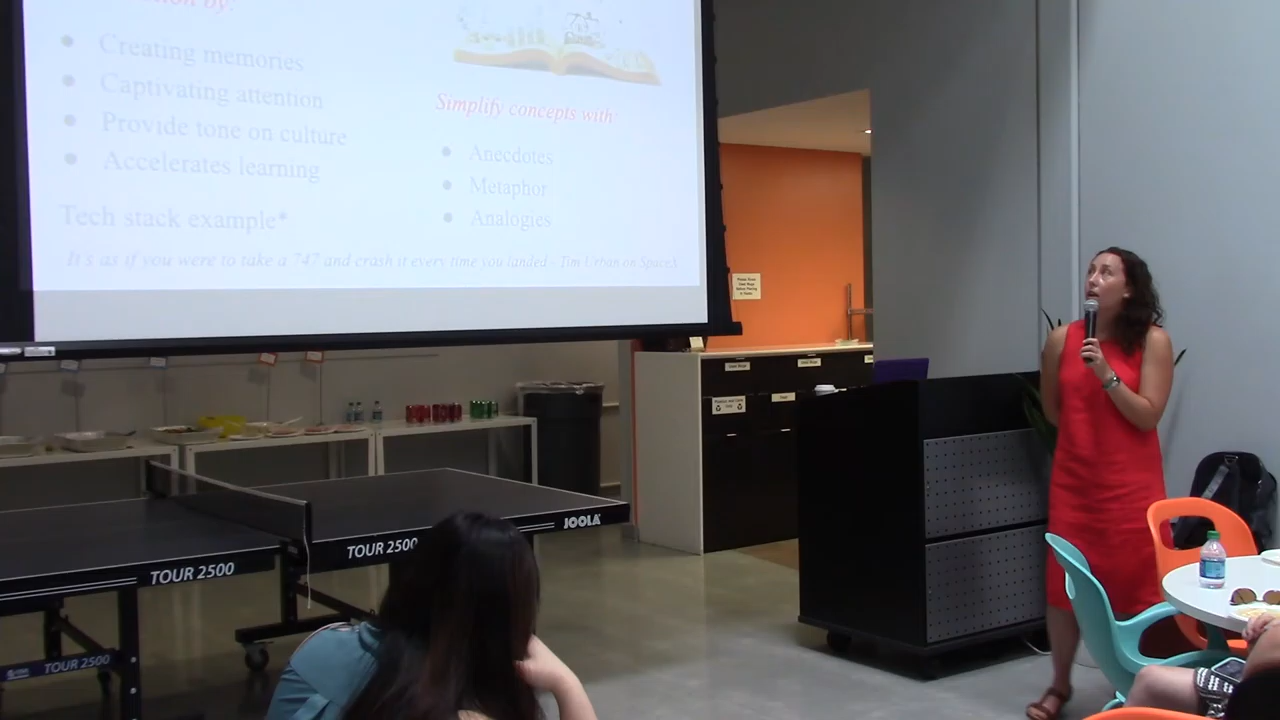 by:
Creating memories
Captivating attention
Provide tone on culture
Accelerates learning
Tech stack example*
Simplify concepts with:
Anecdotes
Metaphor
Analogies
It's as if you were to take a 747 and crash it every time you landed - Tim Urban on SpaceX
JOOLA
TOUR 2500
TOUR 2500
TOUR 2500